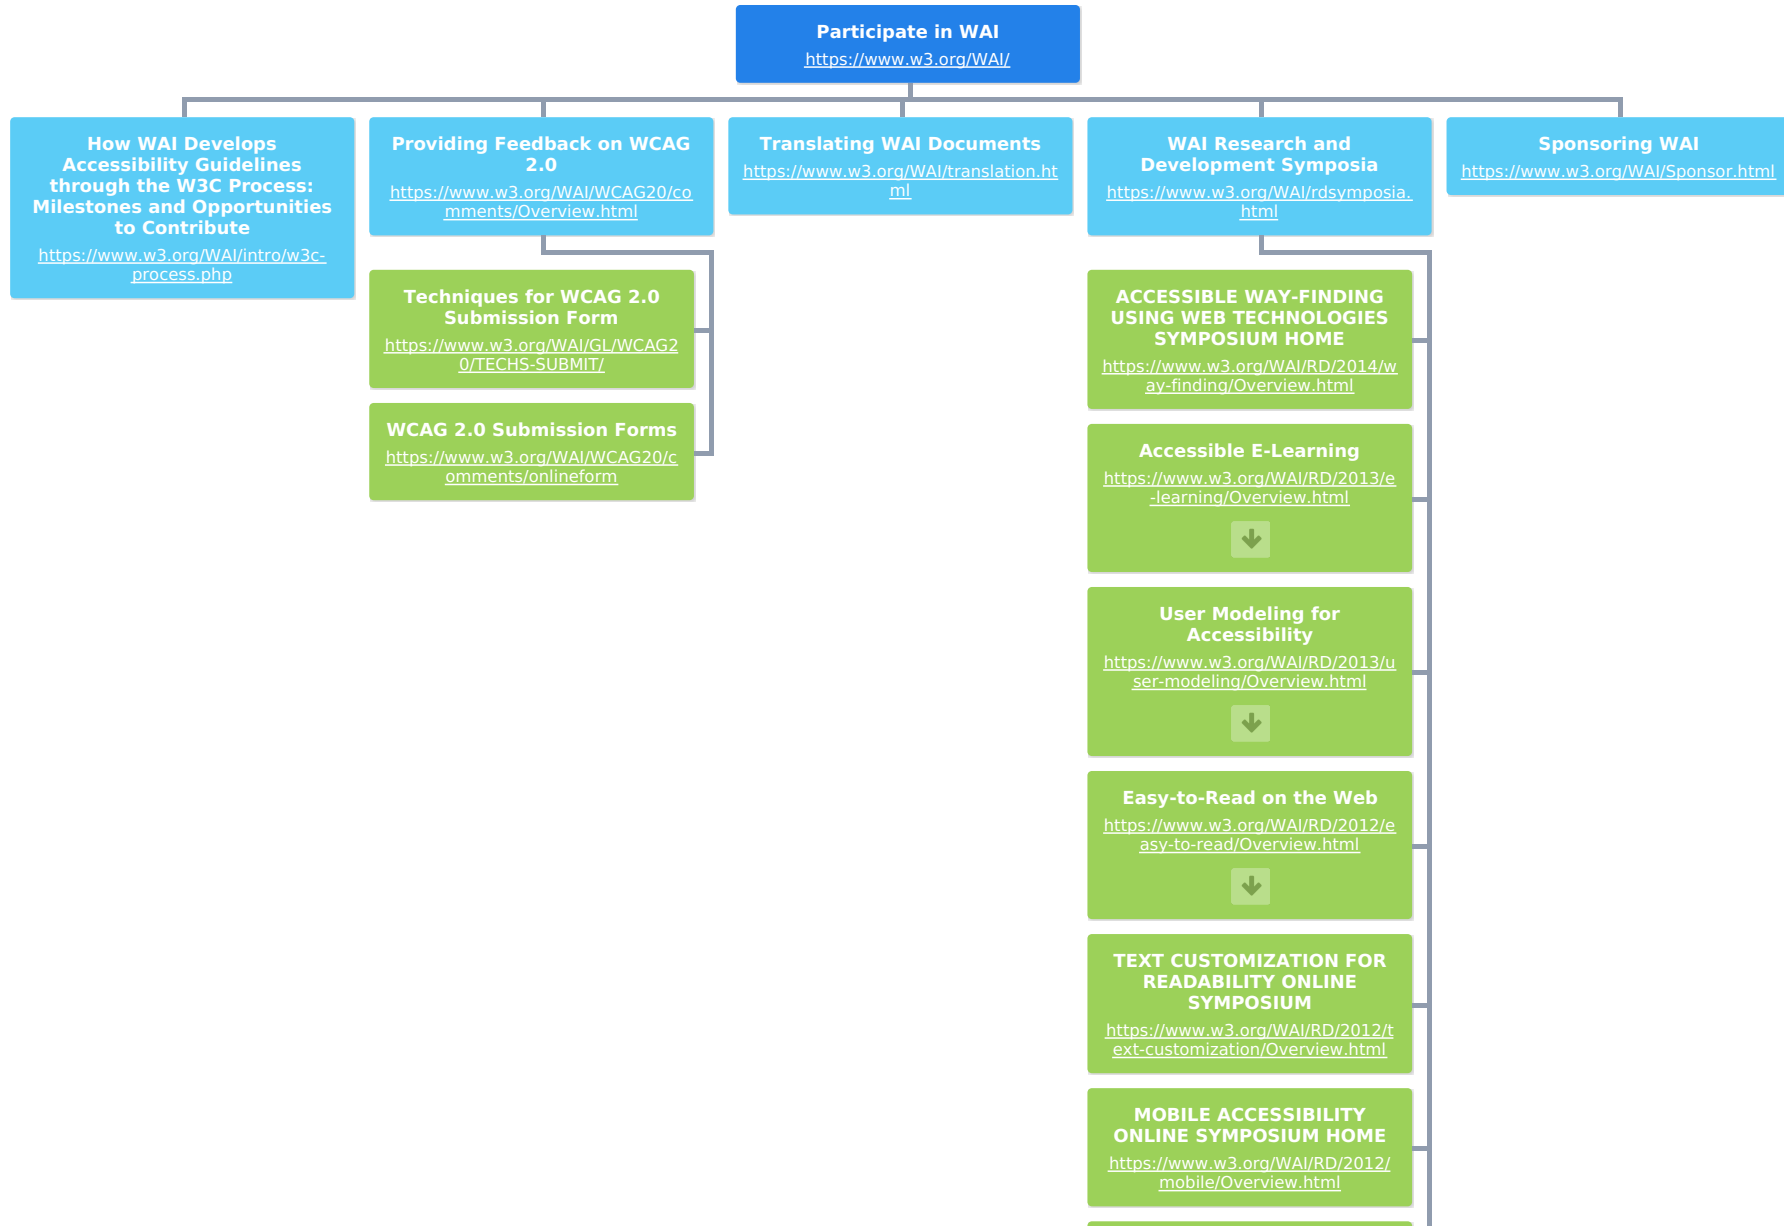 Participate in WAI
https://www.w3.org/WAI/
How WAI Develops
Accessibility Guidelines
through the W3C Process:
Milestones and Opportunities
to Contribute
https://www.w3.org/WAI/intro/w3c-
process.php
Providing Feedback on WCAG
2.0
https://www.w3.org/WAI/WCAG20/co
mments/Overview.html
Techniques for WCAG 2.0
Submission Form
https://www.w3.org/WAI/GL/WCAG2
0/TECHS-SUBMIT/
WCAG 2.0 Submission Forms
https://www.w3.org/WAI/WCAG20/c
omments/onlineform
Translating WAI Documents
https://www.w3.org/WAI/translation.ht
ml
WAI Research and
Development Symposia
https://www.w3.org/WAI/rdsymposia.
html
ACCESSIBLE WAY-FINDING
USING WEB TECHNOLOGIES
SYMPOSIUM HOME
https://www.w3.org/WAI/RD/2014/w
ay-finding/Overview.html
Accessible E-Learning
https://www.w3.org/WAI/RD/2013/e
-learning/Overview.html
User Modeling for
Accessibility
https://www.w3.org/WAI/RD/2013/u
ser-modeling/Overview.html
Easy-to-Read on the Web
https://www.w3.org/WAI/RD/2012/e
asy-to-read/Overview.html
TEXT CUSTOMIZATION FOR
READABILITY ONLINE
SYMPOSIUM
https://www.w3.org/WAI/RD/2012/t
ext-customization/Overview.html
MOBILE ACCESSIBILITY
ONLINE SYMPOSIUM HOME
https://www.w3.org/WAI/RD/2012/
mobile/Overview.html
Sponsoring WAI
https://www.w3.org/WAI/Sponsor.html